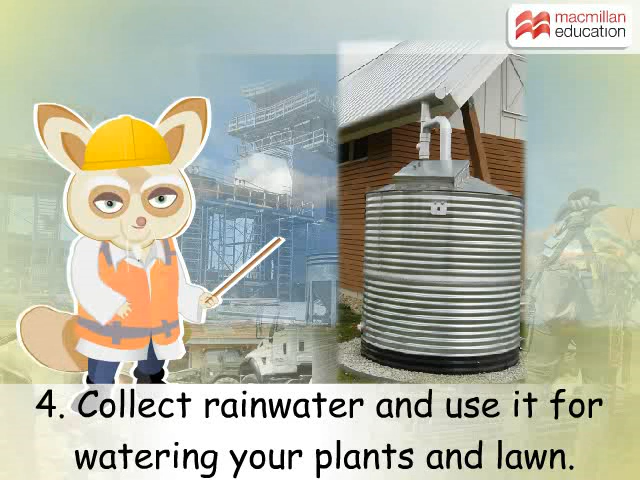 macmillan
education
4. Collect rainwater and use it for
watering your plants and lawn.